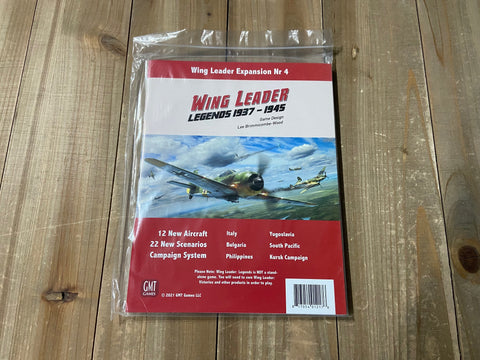 Wing Leader Expansion Nr 4
WING LEADER
LEGENDS 1937 - 1945
Game Design
Lee Brimmicombe-Wood
12 New Aircraft
22 New Scenarios
Campaign System
Italy
Bulgaria
Philippines
Yugoslavia
South Pacific
Kursk Campaign
Please Note: Wing Leader: Legends is NOT a stand-
alone game. You will need to own Wing Leader:
Victories and other products in order to play.
GMT
GAMES
© 2021 GMT Games LLC